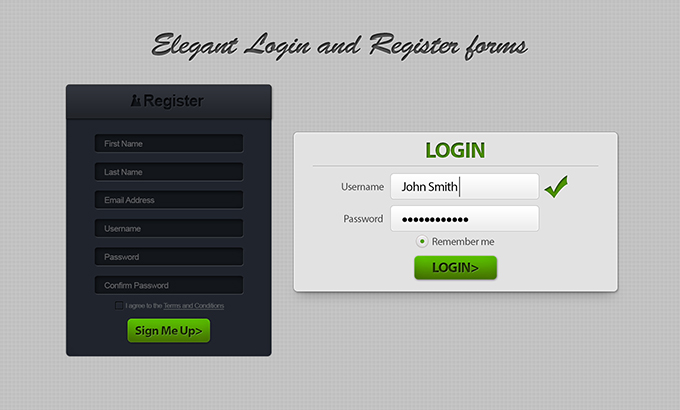 Elegant Login and Register forms
Register
First Name
Last Name
Email Address
Username
Password
Confirm Password
I agree to the Terms and Conditions
Sign Me Up>
LOGIN
Username John Smith
Password ••••••••••••
Remember me
LOGIN>